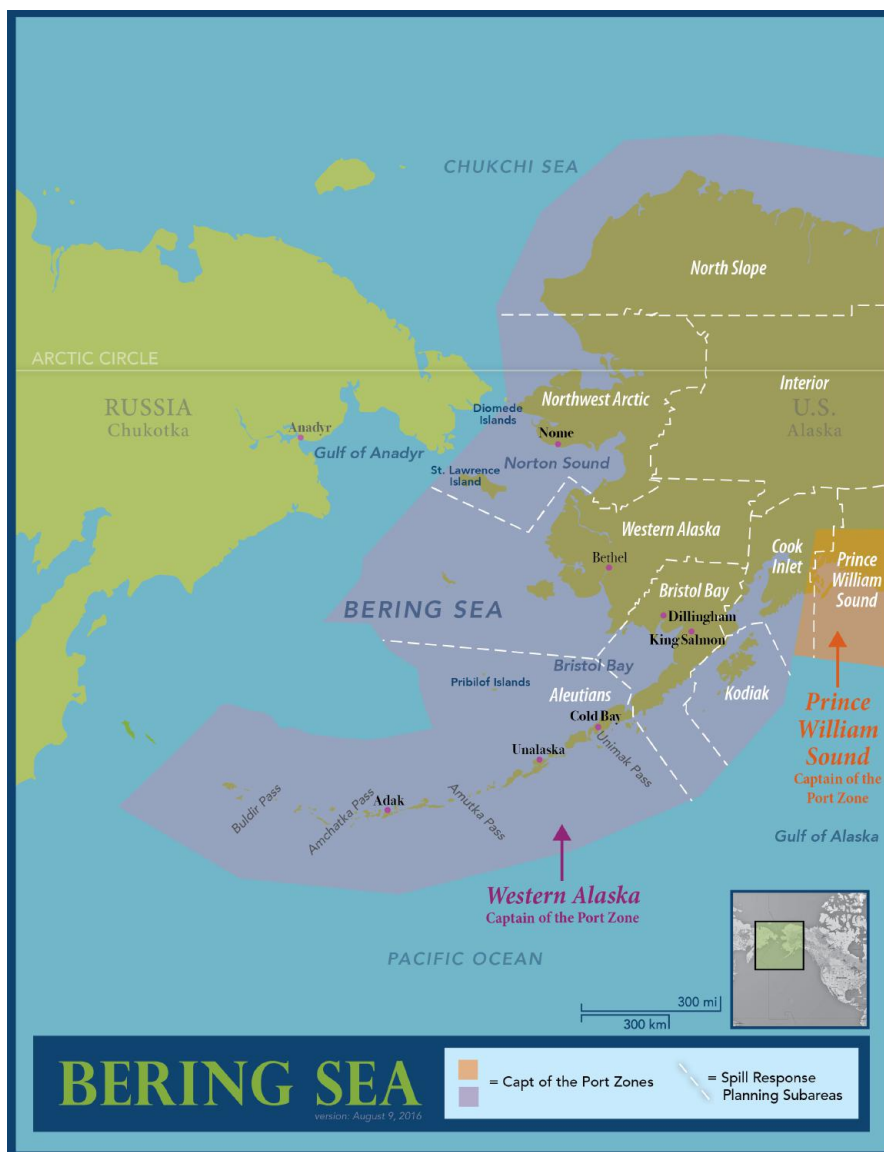 CHUKCHI SEA
North Slope
ARCTIC CIRCLE
Interior
RUSSIA
Chukotka
U.S.
Alaska
Northwest Arctic
Diomede
Islands
Anadyr
Nome
Gulf of Anadyr
Norton Sound
St. Lawrence
Island
Western Alaska
Cook
Inlet
Prince
William
Sound
Bethel
Bristol Bay
BERING SEA
Dillingham
King Salmon
Bristol Bay
Pribilof Islands
Aleutians
Kodiak
Cold Bay
Prince
William
Sound
Captain of the
Port Zone
Unalaska
Unimak Pass
Buldir Pass
Amchatka Pass
Adak
Amutka Pass
Gulf of Alaska
Western Alaska
Captain of the Port Zone
PACIFIC OCEAN
300 mi
300 km
BERING SEA
version: August 9, 2016
= Capt of the Port Zones
= Spill Response
Planning Subareas